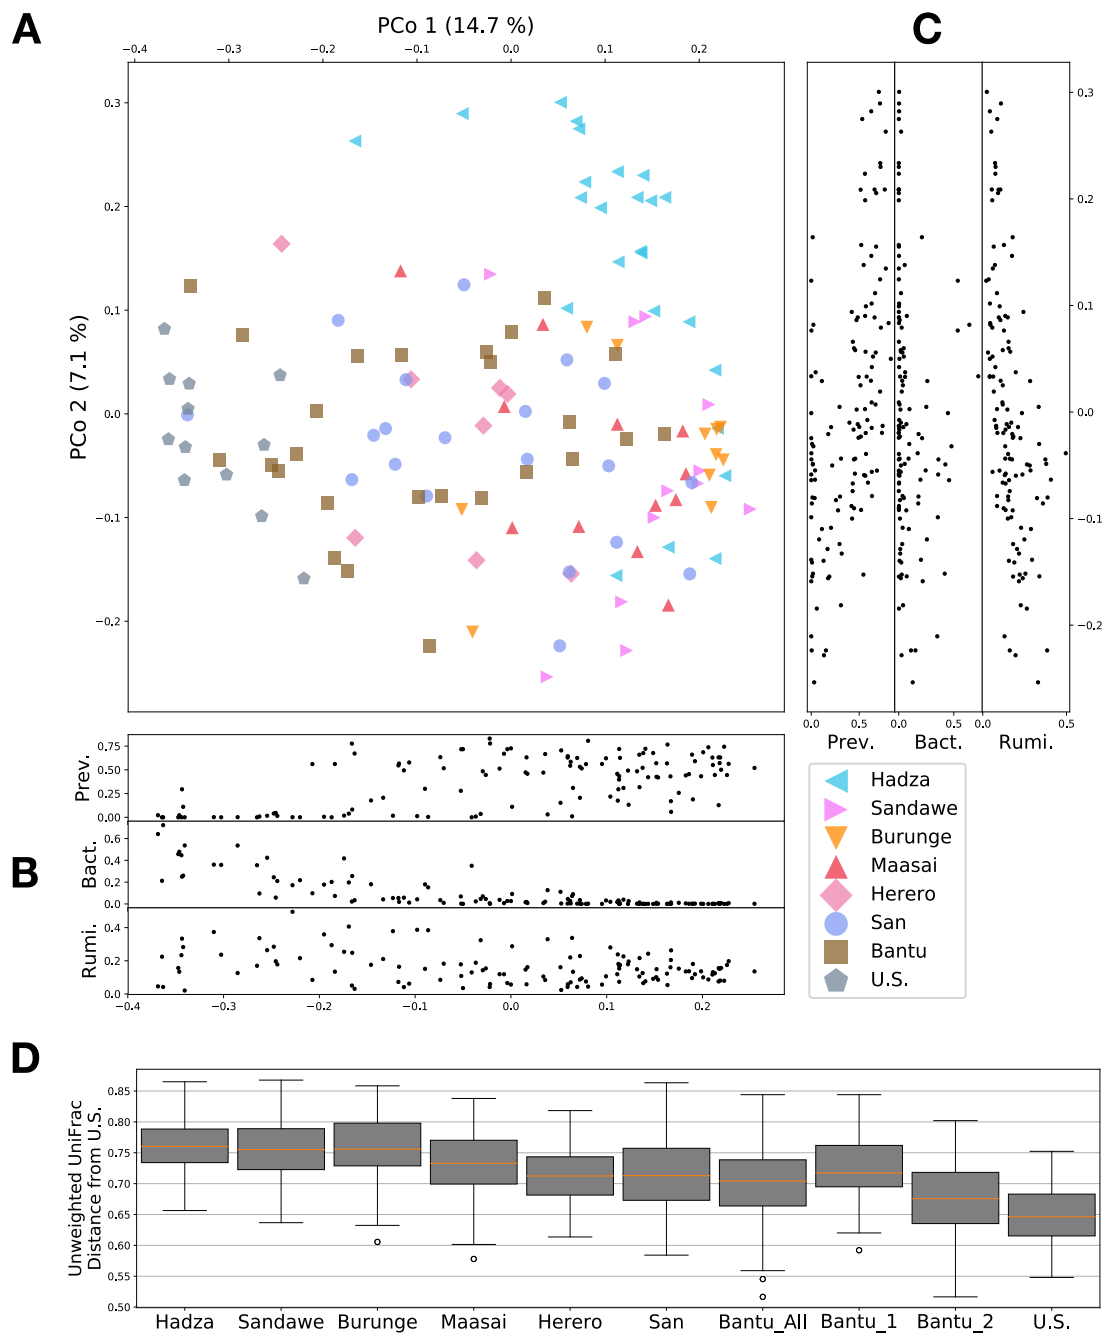 A
PCo 1 (14.7 %)
C
−0.4 −0.3 −0.2 −0.1 0.0 0.1 0.2
PCo 2 (7.1 %)
0.3
0.2
0.1
0.0
−0.1
−0.2
0.3
0.2
0.1
0.0
−0.1
−0.2
0.0 0.5 0.0 0.5 0.0 0.5
Prev. Bact. Rumi.
B
Prev.
0.75
0.50
0.25
0.00
Bact.
0.6
0.4
0.2
0.0
Rumi.
0.4
0.2
0.0
−0.4 −0.3 −0.2 −0.1 0.0 0.1 0.2
Hadza
Sandawe
Burunge
Maasai
Herero
San
Bantu
U.S.
D
Unweighted UniFrac
Distance from U.S.
0.85
0.80
0.75
0.70
0.65
0.60
0.55
0.50
Hadza Sandawe Burunge Maasai Herero San Bantu_All Bantu_1 Bantu_2 U.S.